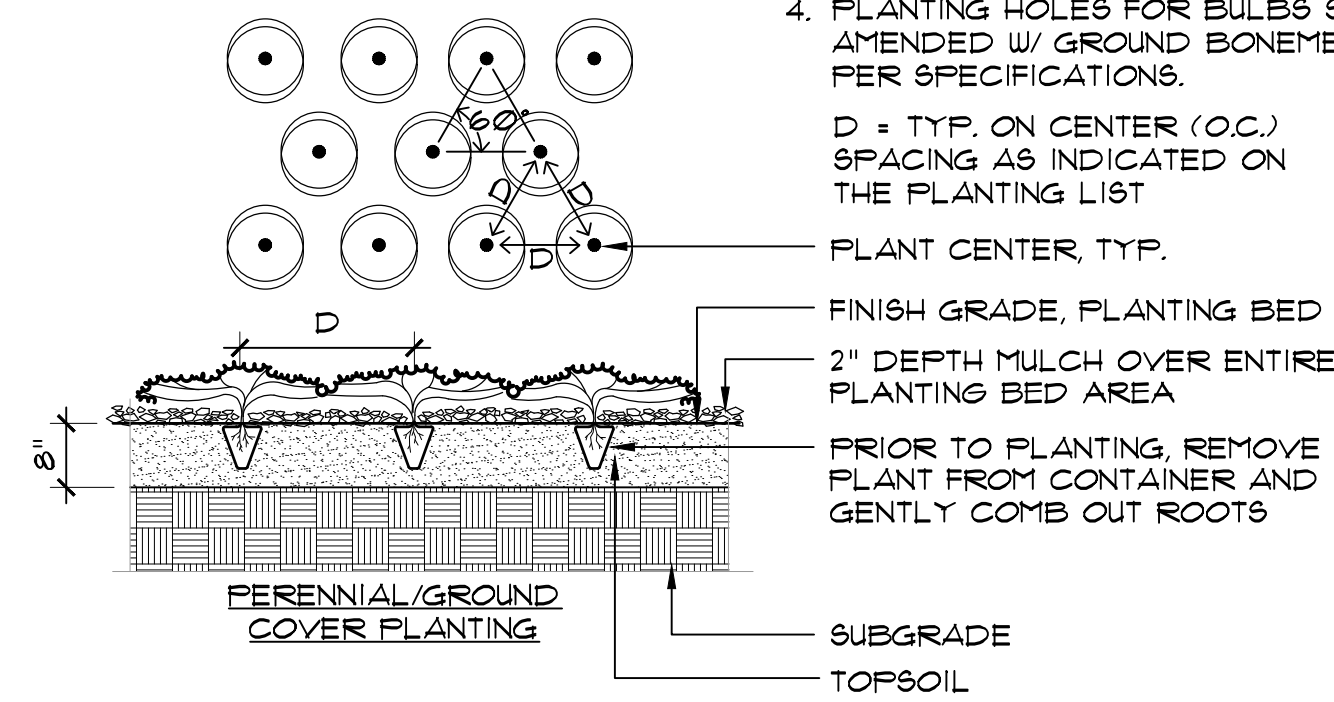 4. PLANTING HOLES FOR BULBS
AMENDED W/ GROUND
PER SPECIFICATIONS.
D = TYP. ON CENTER (O.C.)
SPACING AS INDICATED ON
THE PLANTING LIST
60°
D
D
D
PLANT CENTER, TYP.
D
FINISH GRADE, PLANTING BED
2" DEPTH MULCH OVER ENTIRE
PLANTING BED AREA
8"
PRIOR TO PLANTING, REMOVE
PLANT FROM CONTAINER AND
GENTLY COMB OUT ROOTS
PERENNIAL/GROUND
COVER PLANTING
SUBGRADE
TOPSOIL